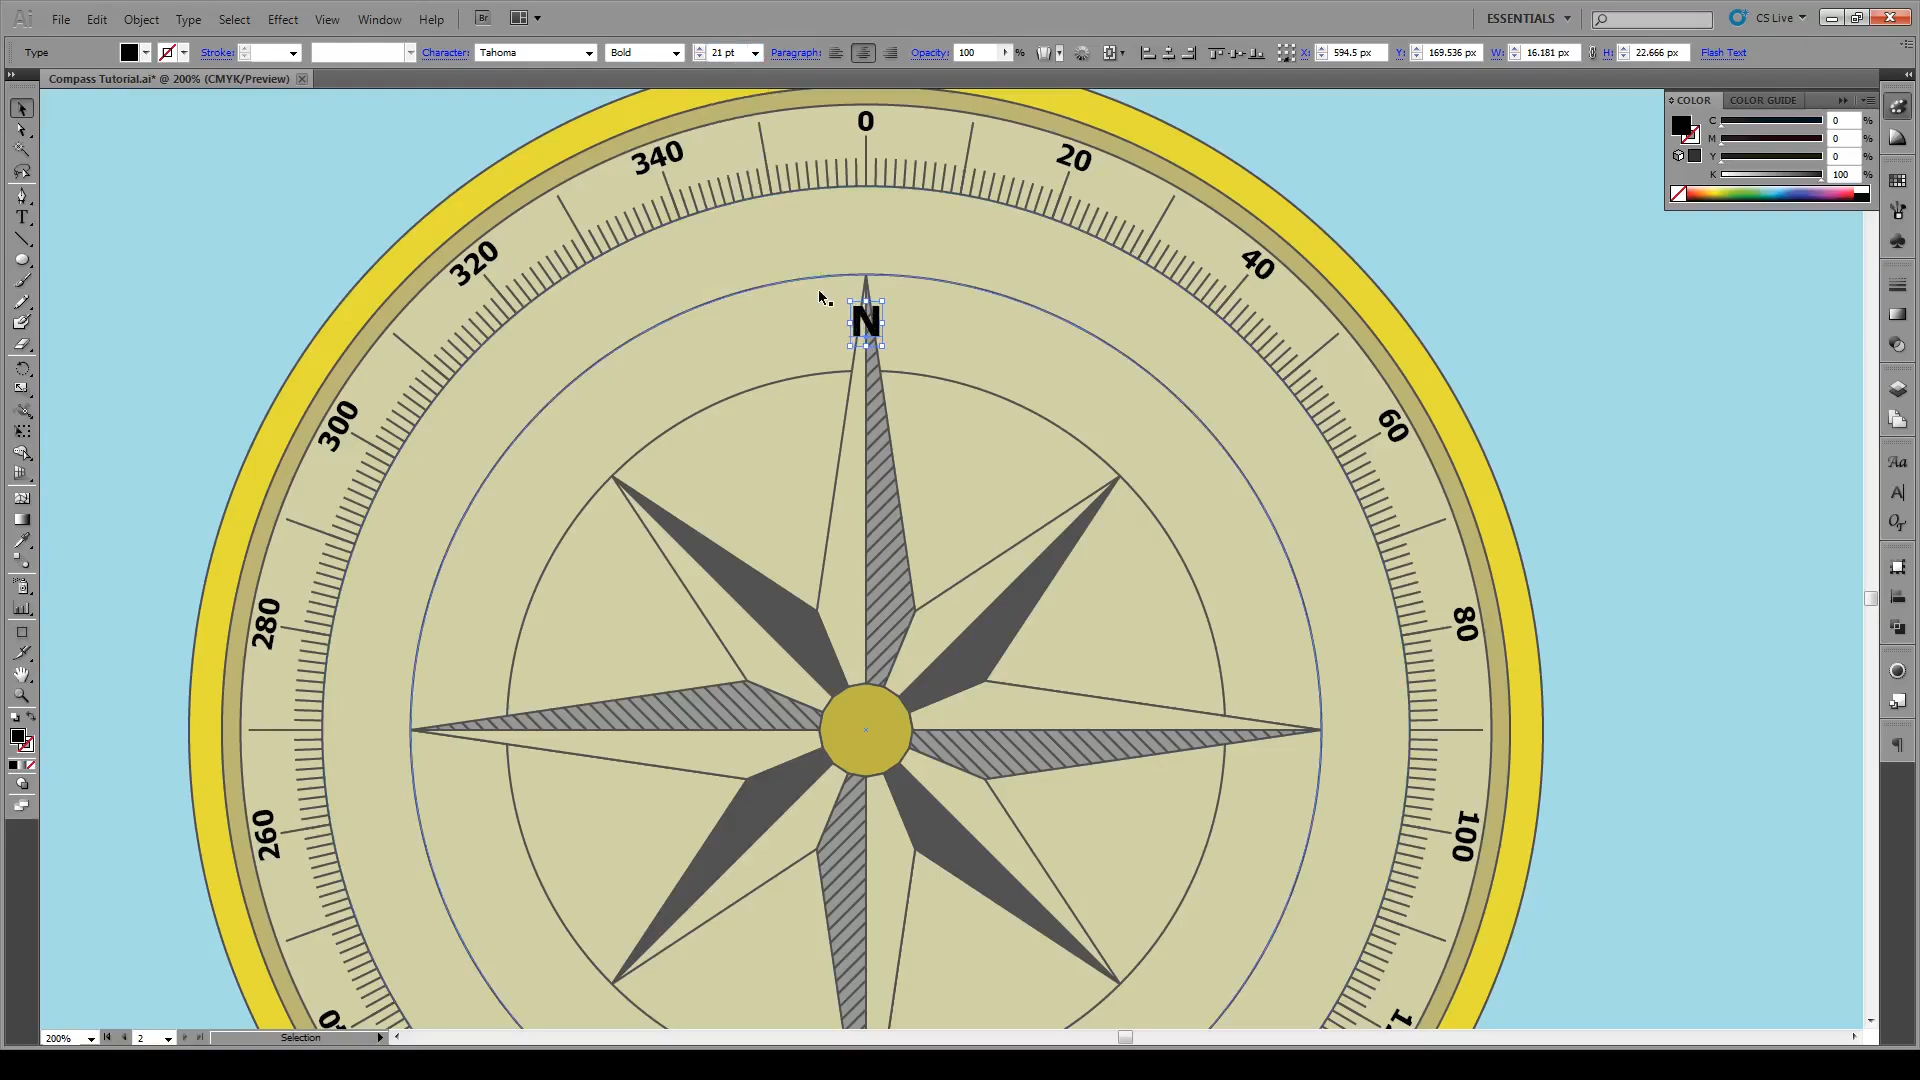 Ai File Edit Object Type Select Effect View Window Help Br ESSENTIALS CS Live
Type Stroke: Character: Tahoma Bold 21 pt Paragraph: Opacity: 100 % X: 594.5 px Y: 169.536 px W: 16.181 px H: 22.666 px Flash Text
Compass Tutorial.ai* @ 200% (CMYK/Preview)
COLOR COLOR GUIDE
C 0 %
M 0 %
Y 0 %
K 100 %
0
340 20
320 40
N
300 60
280 80
260 100
200% 2 Selection